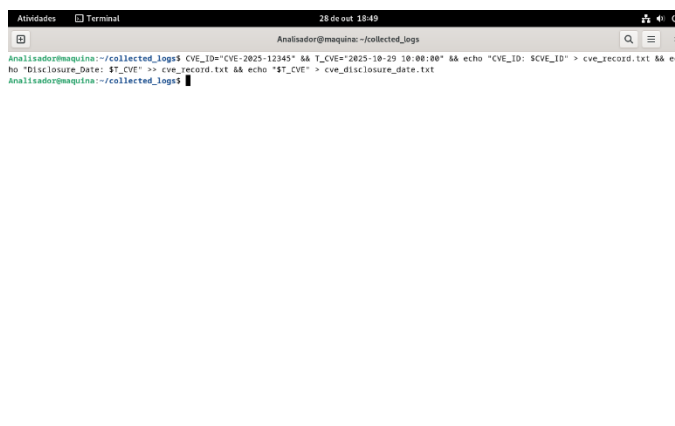 Atividades Terminal 28 de out 18:49
Analisador@maquina: ~/collected_logs
Analisador@maquina:~/collected_logs$ CVE_ID="CVE-2025-12345" && T_CVE="2025-10-29 10:00:00" && echo "CVE_ID: $CVE_ID" > cve_record.txt && e
ho "Disclosure_Date: $T_CVE" >> cve_record.txt && echo "$T_CVE" > cve_disclosure_date.txt
Analisador@maquina:~/collected_logs$